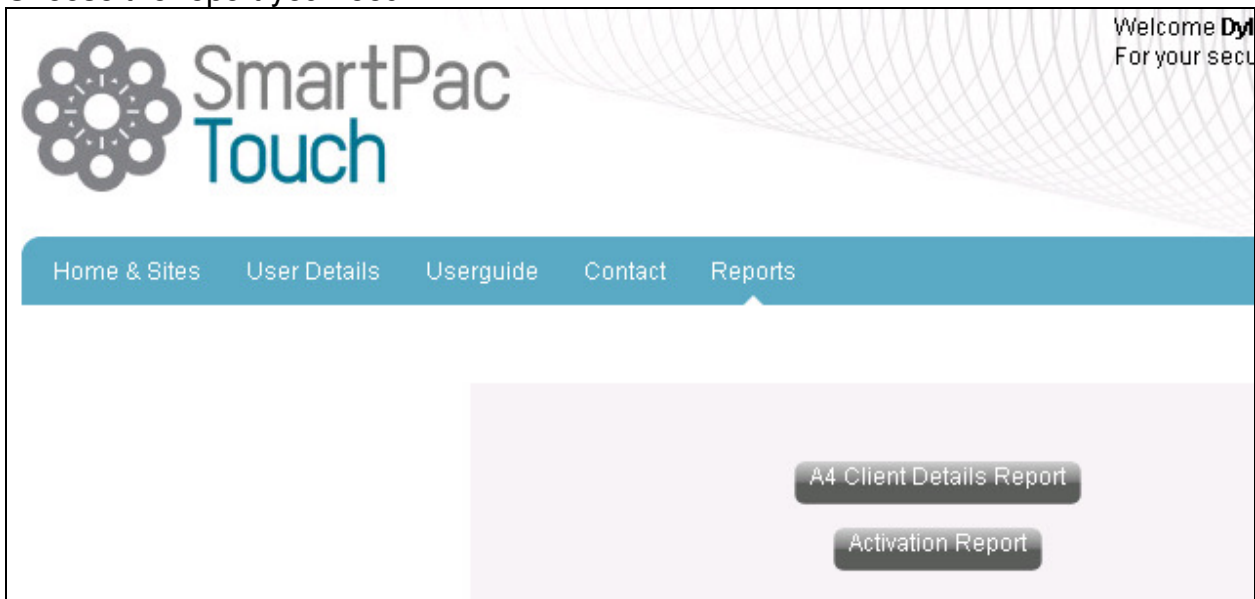 Welcome
For your
SmartPac
Touch
Home & Sites User Details Userguide Contact Reports
A4 Client Details Report
Activation Report